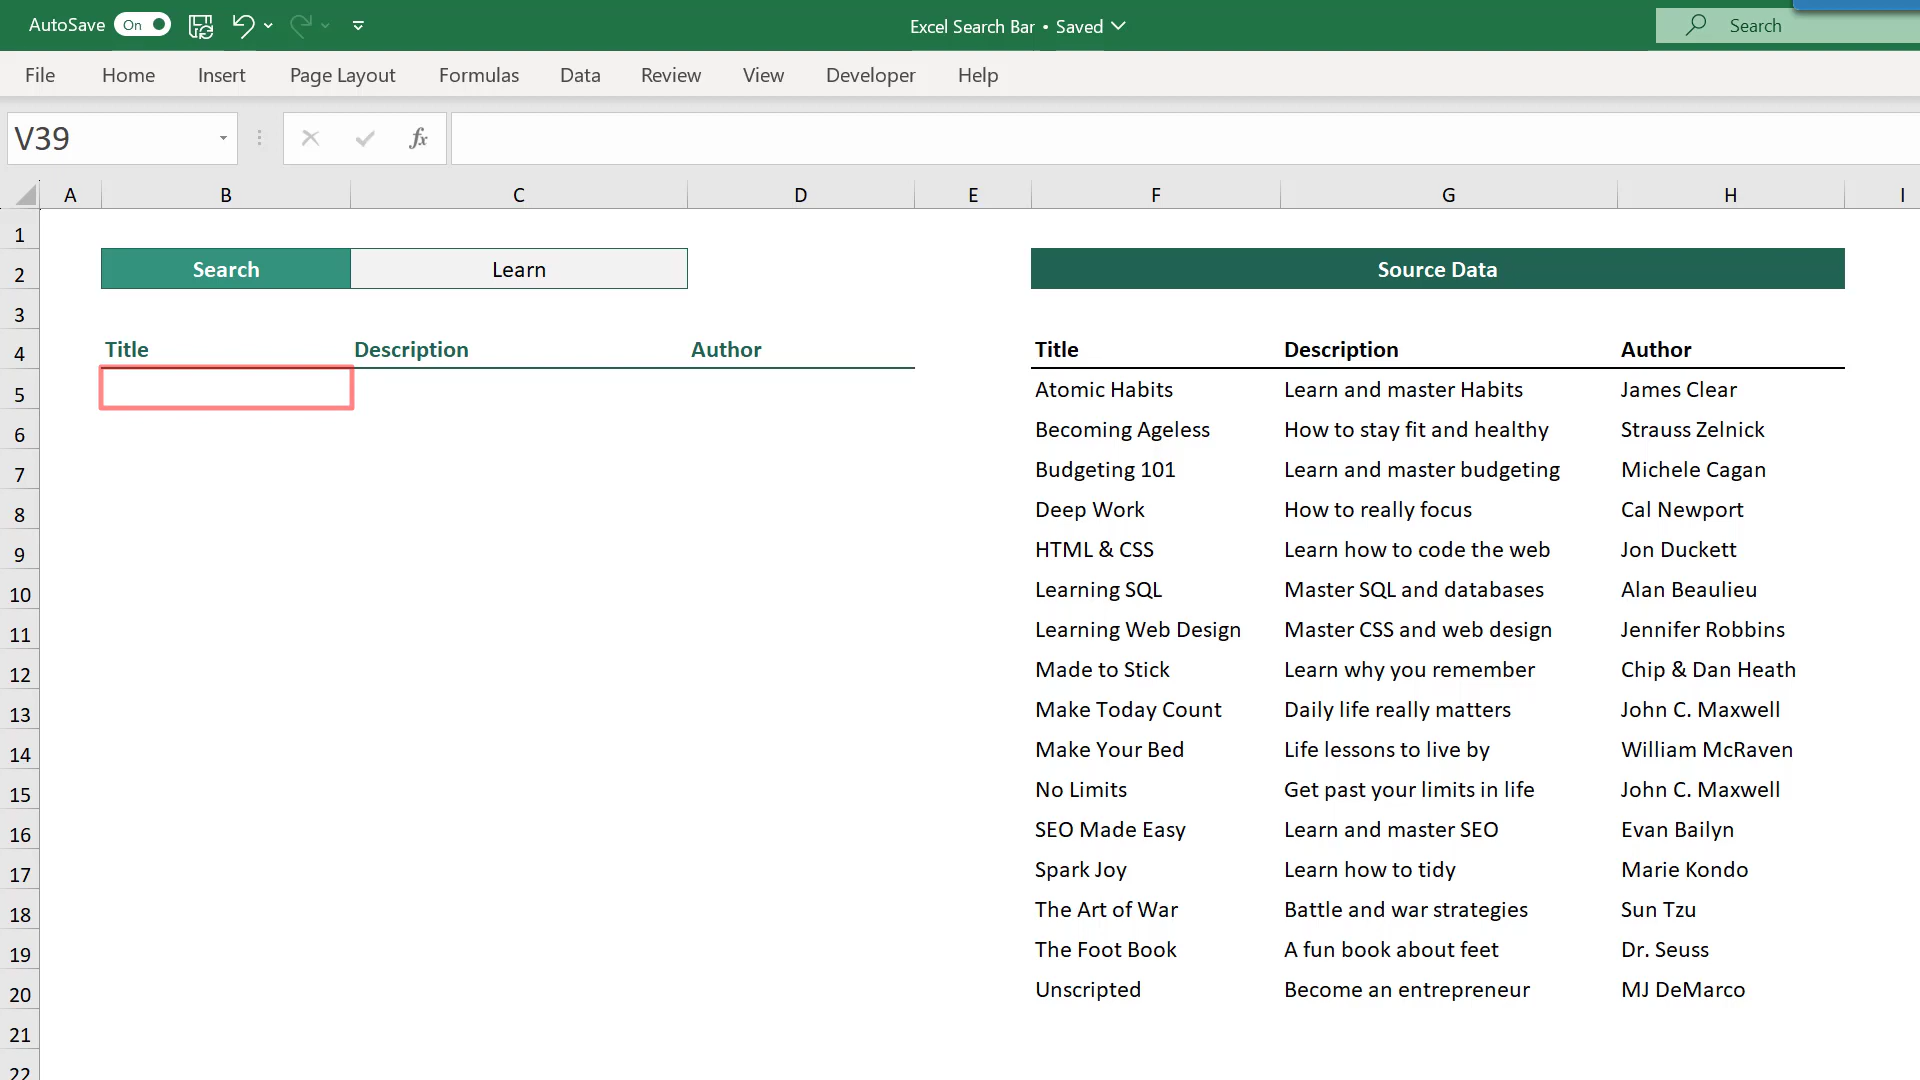 AutoSave On Excel Search Bar • Saved Search
File Home Insert Page Layout Formulas Data Review View Developer Help
V39 fx
A B C D E F G H I
1
2 Search Learn Source Data
3
4 Title Description Author Title Description Author
5 Atomic Habits Learn and master Habits James Clear
6 Becoming Ageless How to stay fit and healthy Strauss Zelnick
7 Budgeting 101 Learn and master budgeting Michele Cagan
8 Deep Work How to really focus Cal Newport
9 HTML & CSS Learn how to code the web Jon Duckett
10 Learning SQL Master SQL and databases Alan Beaulieu
11 Learning Web Design Master CSS and web design Jennifer Robbins
12 Made to Stick Learn why you remember Chip & Dan Heath
13 Make Today Count Daily life really matters John C. Maxwell
14 Make Your Bed Life lessons to live by William McRaven
15 No Limits Get past your limits in life John C. Maxwell
16 SEO Made Easy Learn and master SEO Evan Bailyn
17 Spark Joy Learn how to tidy Marie Kondo
18 The Art of War Battle and war strategies Sun Tzu
19 The Foot Book A fun book about feet Dr. Seuss
20 Unscripted Become an entrepreneur MJ DeMarco
21
22